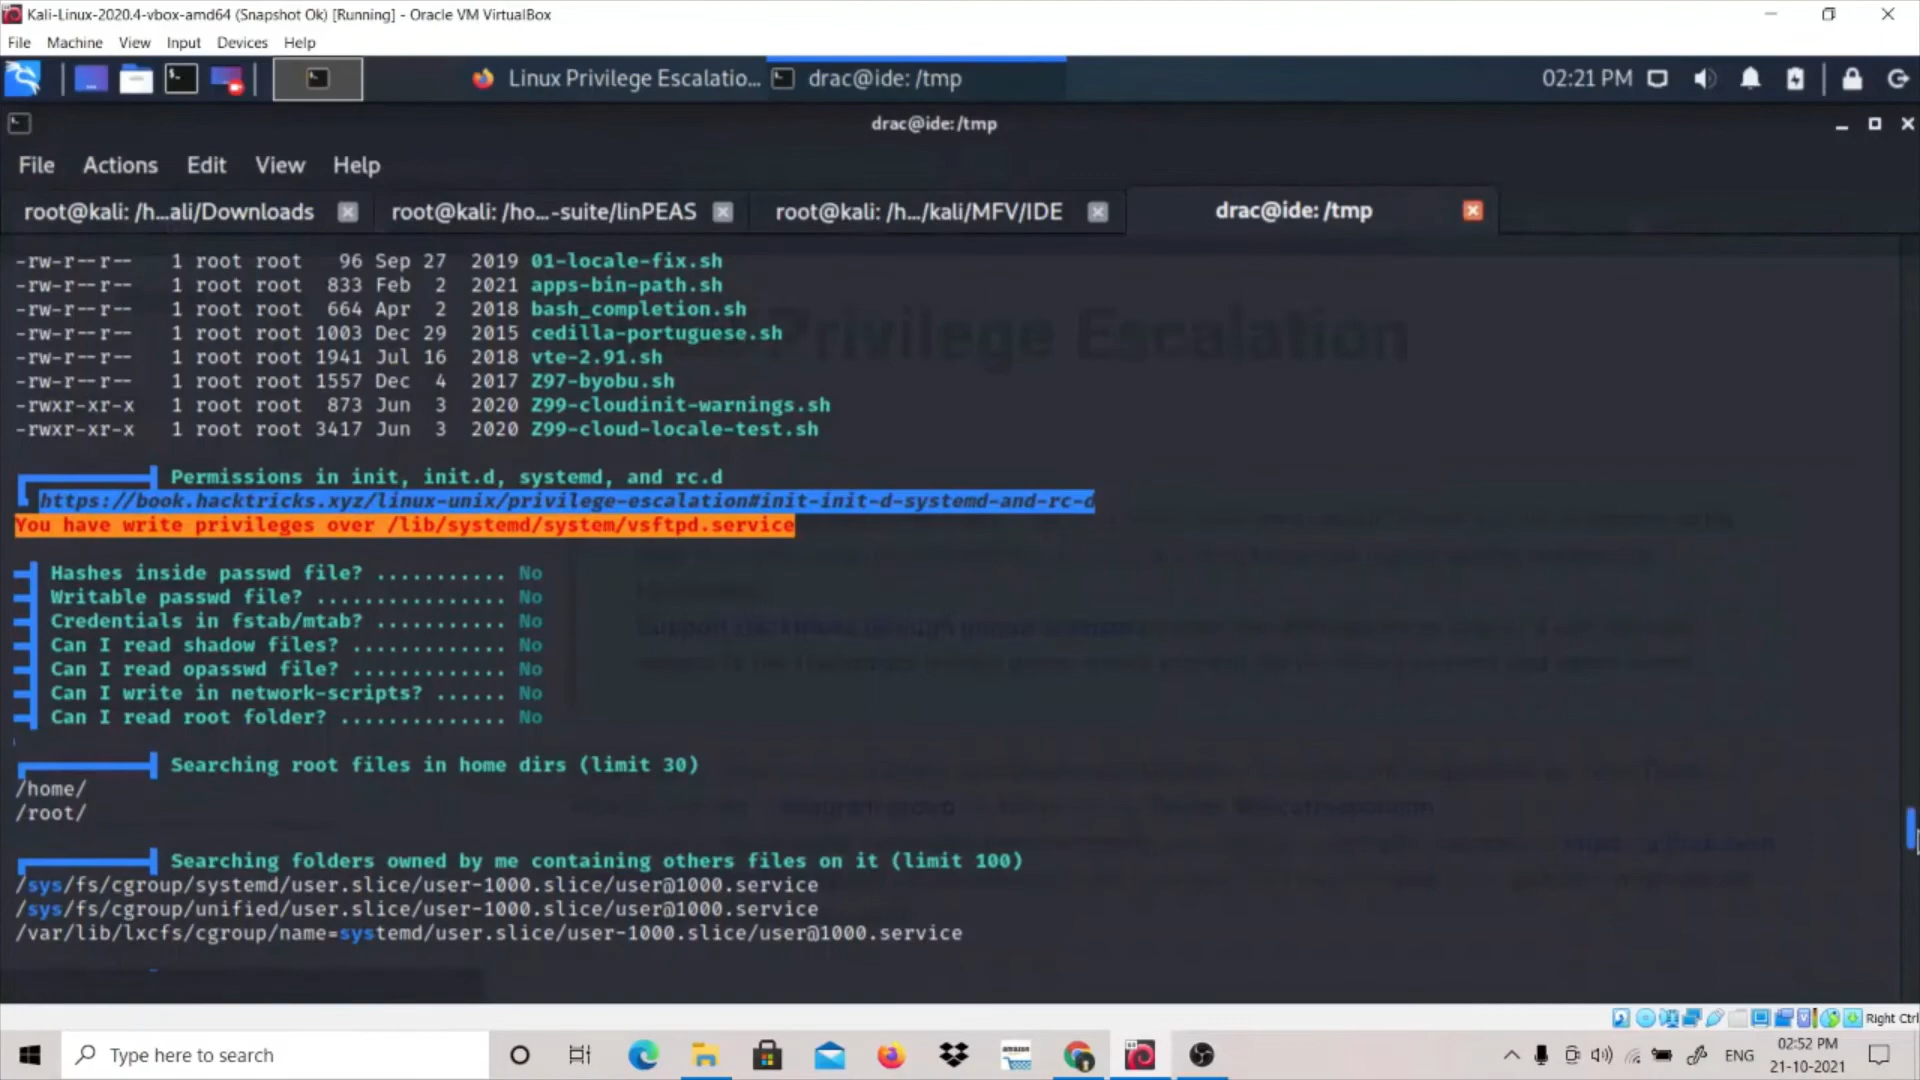 Kali-Linux-2020.4-vbox-amd64 (Snapshot Ok) [Running] - Oracle VM VirtualBox
File Machine View Input Devices Help
Linux Privilege Escalatio... drac@ide: /tmp 02:21 PM
drac@ide:/tmp
File Actions Edit View Help
root@kali: /h...ali/Downloads root@kali: /ho...-suite/linPEAS root@kali: /h.../kali/MFV/IDE drac@ide: /tmp
-rw-r--r-- 1 root root 96 Sep 27 2019 01-locale-fix.sh
-rw-r--r-- 1 root root 833 Feb 2 2021 apps-bin-path.sh
-rw-r--r-- 1 root root 664 Apr 2 2018 bash_completion.sh
-rw-r--r-- 1 root root 1003 Dec 29 2015 cedilla-portuguese.sh
-rw-r--r-- 1 root root 1941 Jul 16 2018 vte-2.91.sh
-rw-r--r-- 1 root root 1557 Dec 4 2017 Z97-byobu.sh
-rwxr-xr-x 1 root root 873 Jun 3 2020 Z99-cloudinit-warnings.sh
-rwxr-xr-x 1 root root 3417 Jun 3 2020 Z99-cloud-locale-test.sh
Privilege Escalation
Permissions in init, init.d, systemd, and rc.d
https://book.hacktricks.xyz/linux-unix/privilege-escalation#init-init-d-systemd-and-rc-d
You have write privileges over /lib/systemd/system/vsftpd.service
Hashes inside passwd file? ........... No
Writable passwd file? ................ No
Credentials in fstab/mtab? ........... No
Can I read shadow files? ............. No
Can I read opasswd file? ............. No
Can I write in network-scripts? ...... No
Can I read root folder? .............. No
Searching root files in home dirs (limit 30)
/home/
/root/
Searching folders owned by me containing others files on it (limit 100)
/sys/fs/cgroup/systemd/user.slice/user-1000.slice/user@1000.service
/sys/fs/cgroup/unified/user.slice/user-1000.slice/user@1000.service
/var/lib/lxcfs/cgroup/name=systemd/user.slice/user-1000.slice/user@1000.service
Right Ctrl
Type here to search
amazon
ENG
02:52 PM
21-10-2021